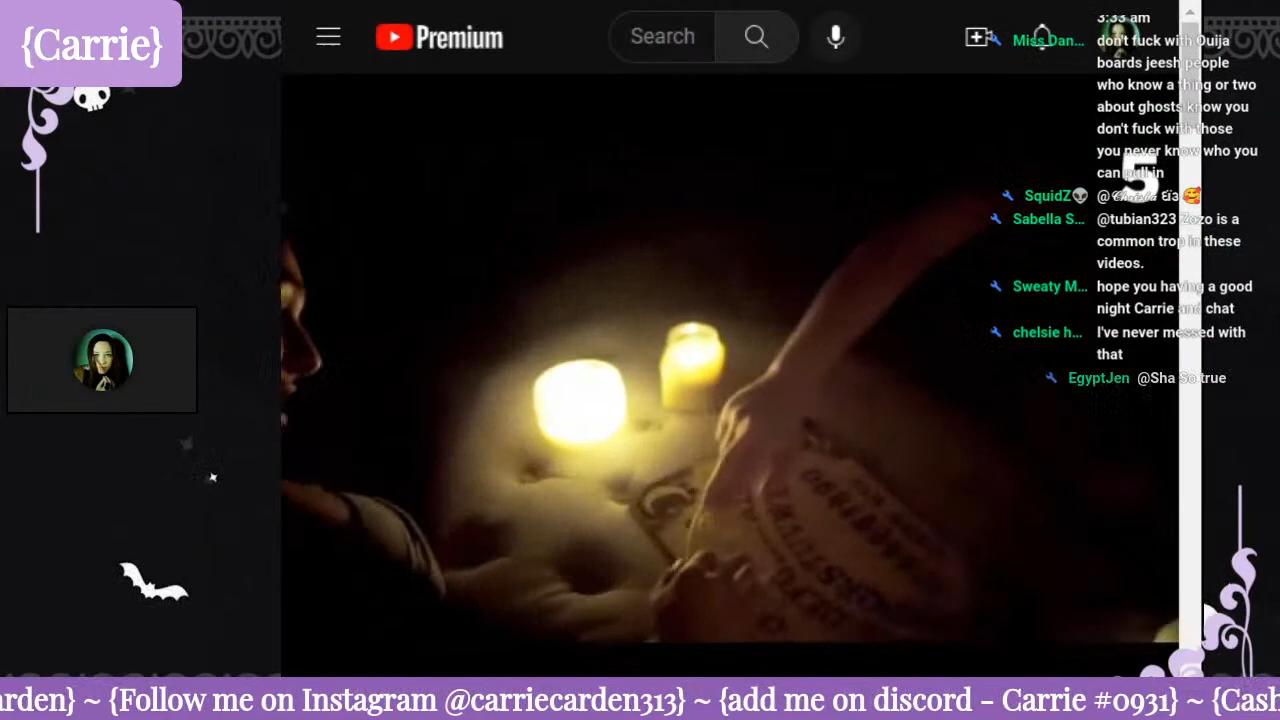 {Carrie}
Premium
Search
3:33 am
Miss Dan... don't fuck with Ouija
boards jeesh people
who know a thing or two
about ghosts know you
don't fuck with those
you never know who you
can pull in
5
SquidZ👽 @𝓒𝓱𝓻𝓲𝓼𝓵𝓪 🥰
Sabella S... @tubian323 Zozo is a
common trop in these
videos.
Sweaty M... hope you having a good
night Carrie and chat
chelsie h... I've never messed with
that
EgyptJen @Sha So true
arden} ~ {Follow me on Instagram @carriecarden313} ~ {add me on discord - Carrie #0931} ~ {Cash